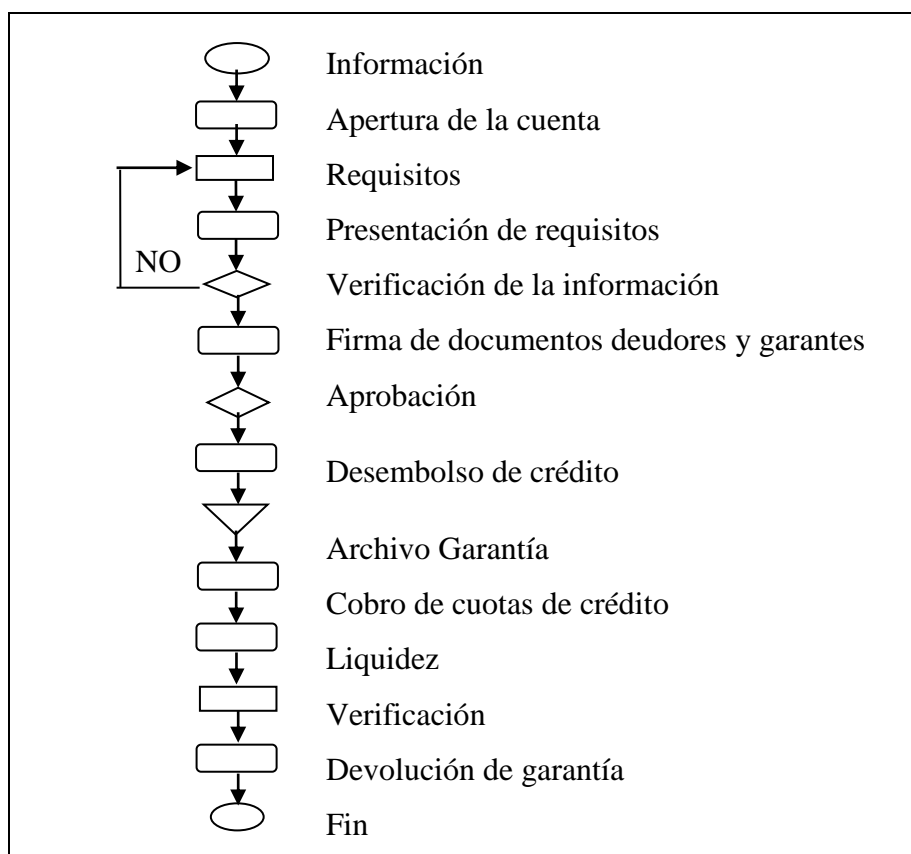 Información
Apertura de la cuenta
Requisitos
Presentación de requisitos
NO
Verificación de la información
Firma de documentos deudores y garantes
Aprobación
Desembolso de crédito
Archivo Garantía
Cobro de cuotas de crédito
Liquidez
Verificación
Devolución de garantía
Fin